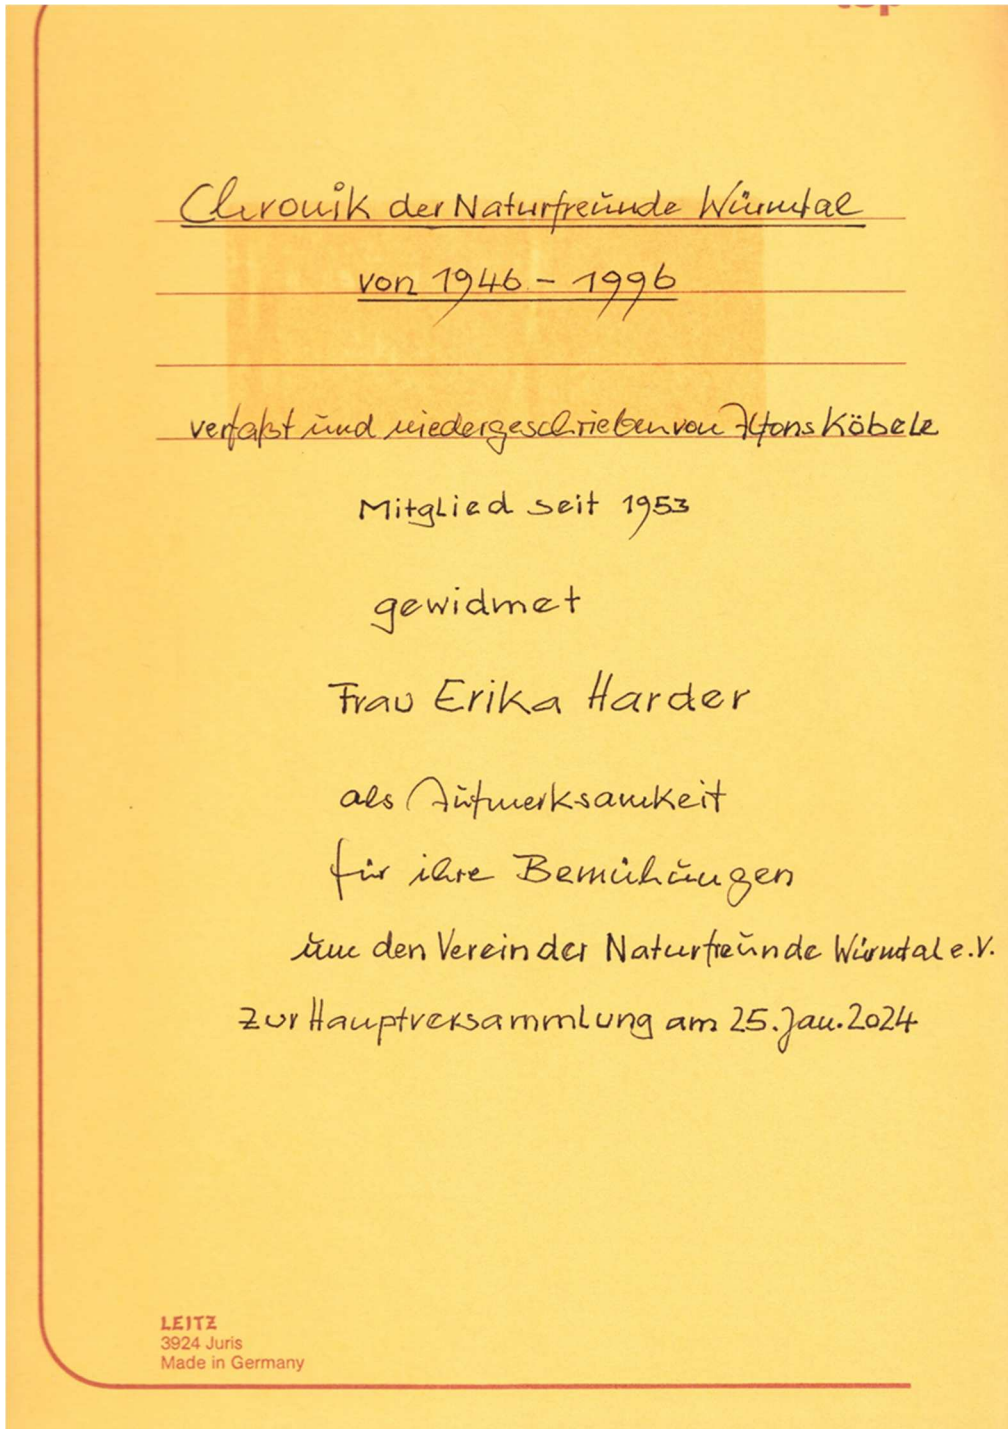 Chronik der Naturfreunde Würmtal
von 1946 - 1996
verfaßt und niedergeschrieben von Alfons Köbele
Mitglied seit 1953
gewidmet
Frau Erika Harder
als Aufmerksamkeit
für ihre Bemühungen
um den Verein der Naturfreunde Würmtal e.V.
zur Hauptversammlung am 25. Jan. 2024
LEITZ
3924 Juris
Made in Germany